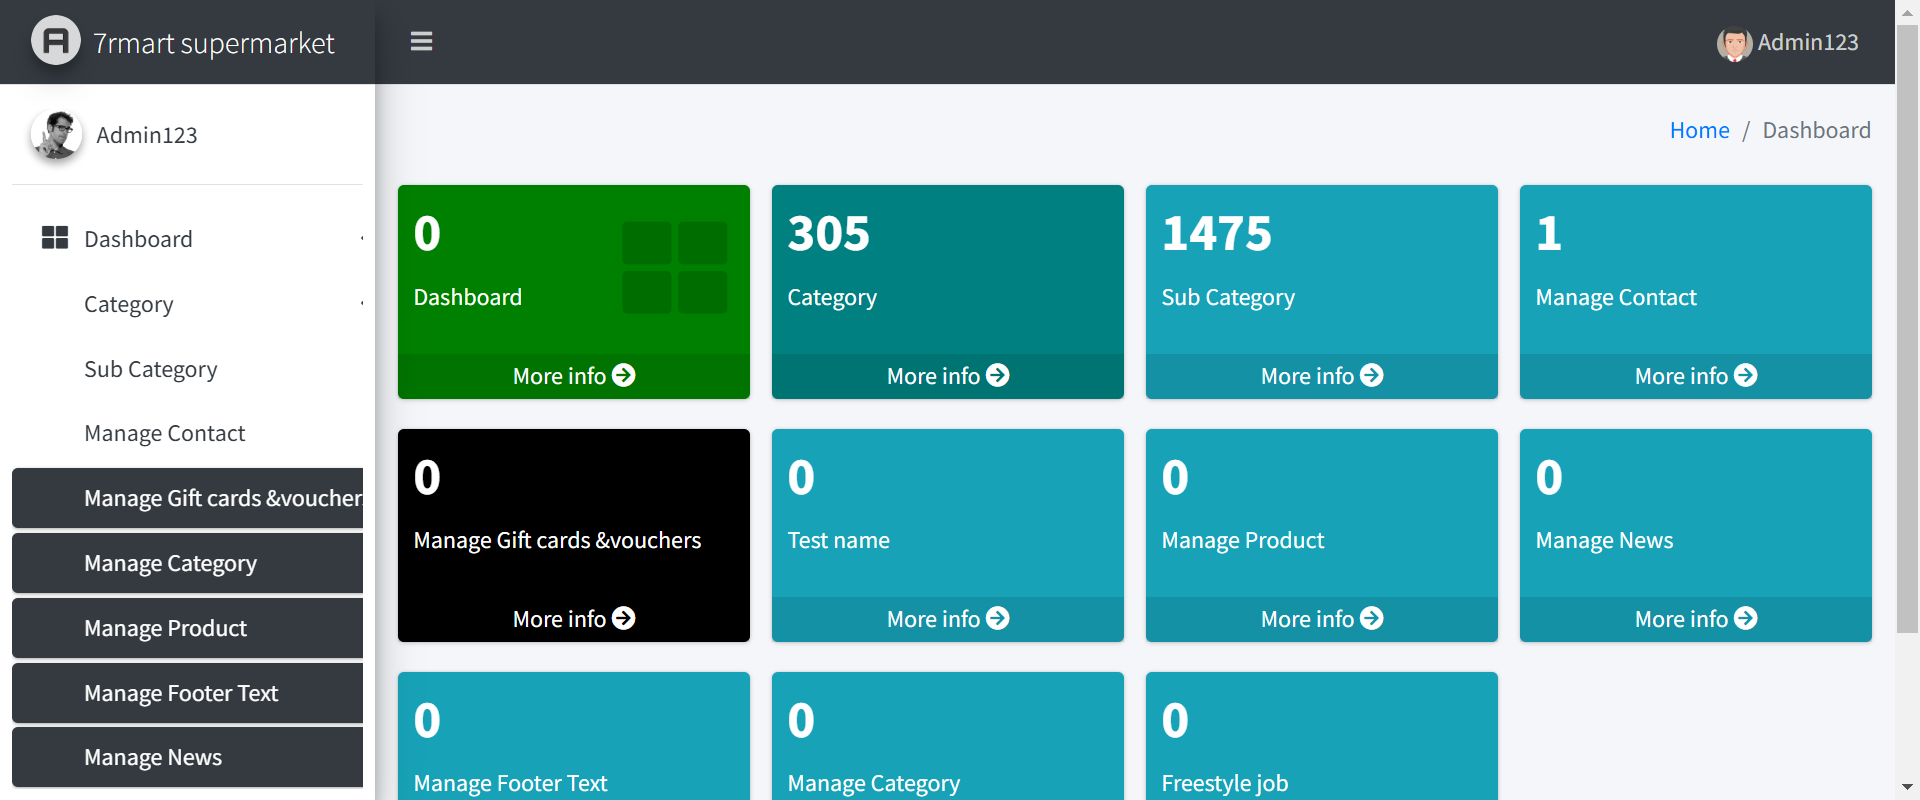 7rmart supermarket
Admin123
Admin123
Home / Dashboard
Dashboard
Category
Sub Category
Manage Contact
Manage Gift cards &voucher
Manage Category
Manage Product
Manage Footer Text
Manage News
0
Dashboard
More info
305
Category
More info
1475
Sub Category
More info
1
Manage Contact
More info
0
Manage Gift cards &vouchers
More info
0
Test name
More info
0
Manage Product
More info
0
Manage News
More info
0
Manage Footer Text
0
Manage Category
0
Freestyle job